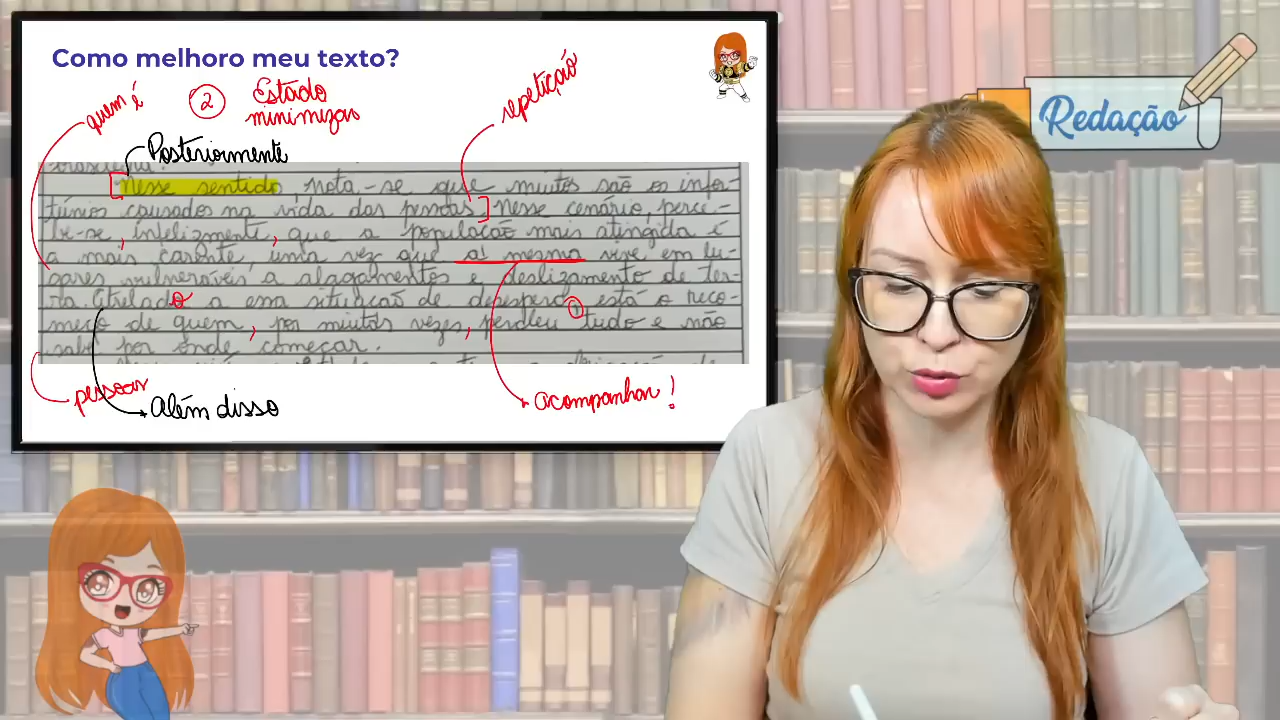 Como melhoro meu texto?
quem é
2 Estado
minimizar
repetição
Redação
Posteriormente
brasileira.
Nesse sentido, nota-se que muitos são os infor-
túnios causados na vida das pessoas. Nesse cenário, perce-
be-se, infelizmente, que a população mais atingida é
a mais carente, uma vez que a mesma vive em lu-
gares vulneráveis a alagamentos e deslizamento de ter-
ra. Atrelado a essa situação de desespero 1 está o reco-
meço de quem, por muitas vezes, perdeu tudo e não
sabe por onde começar.
pessoas
Além disso
acompanhar!